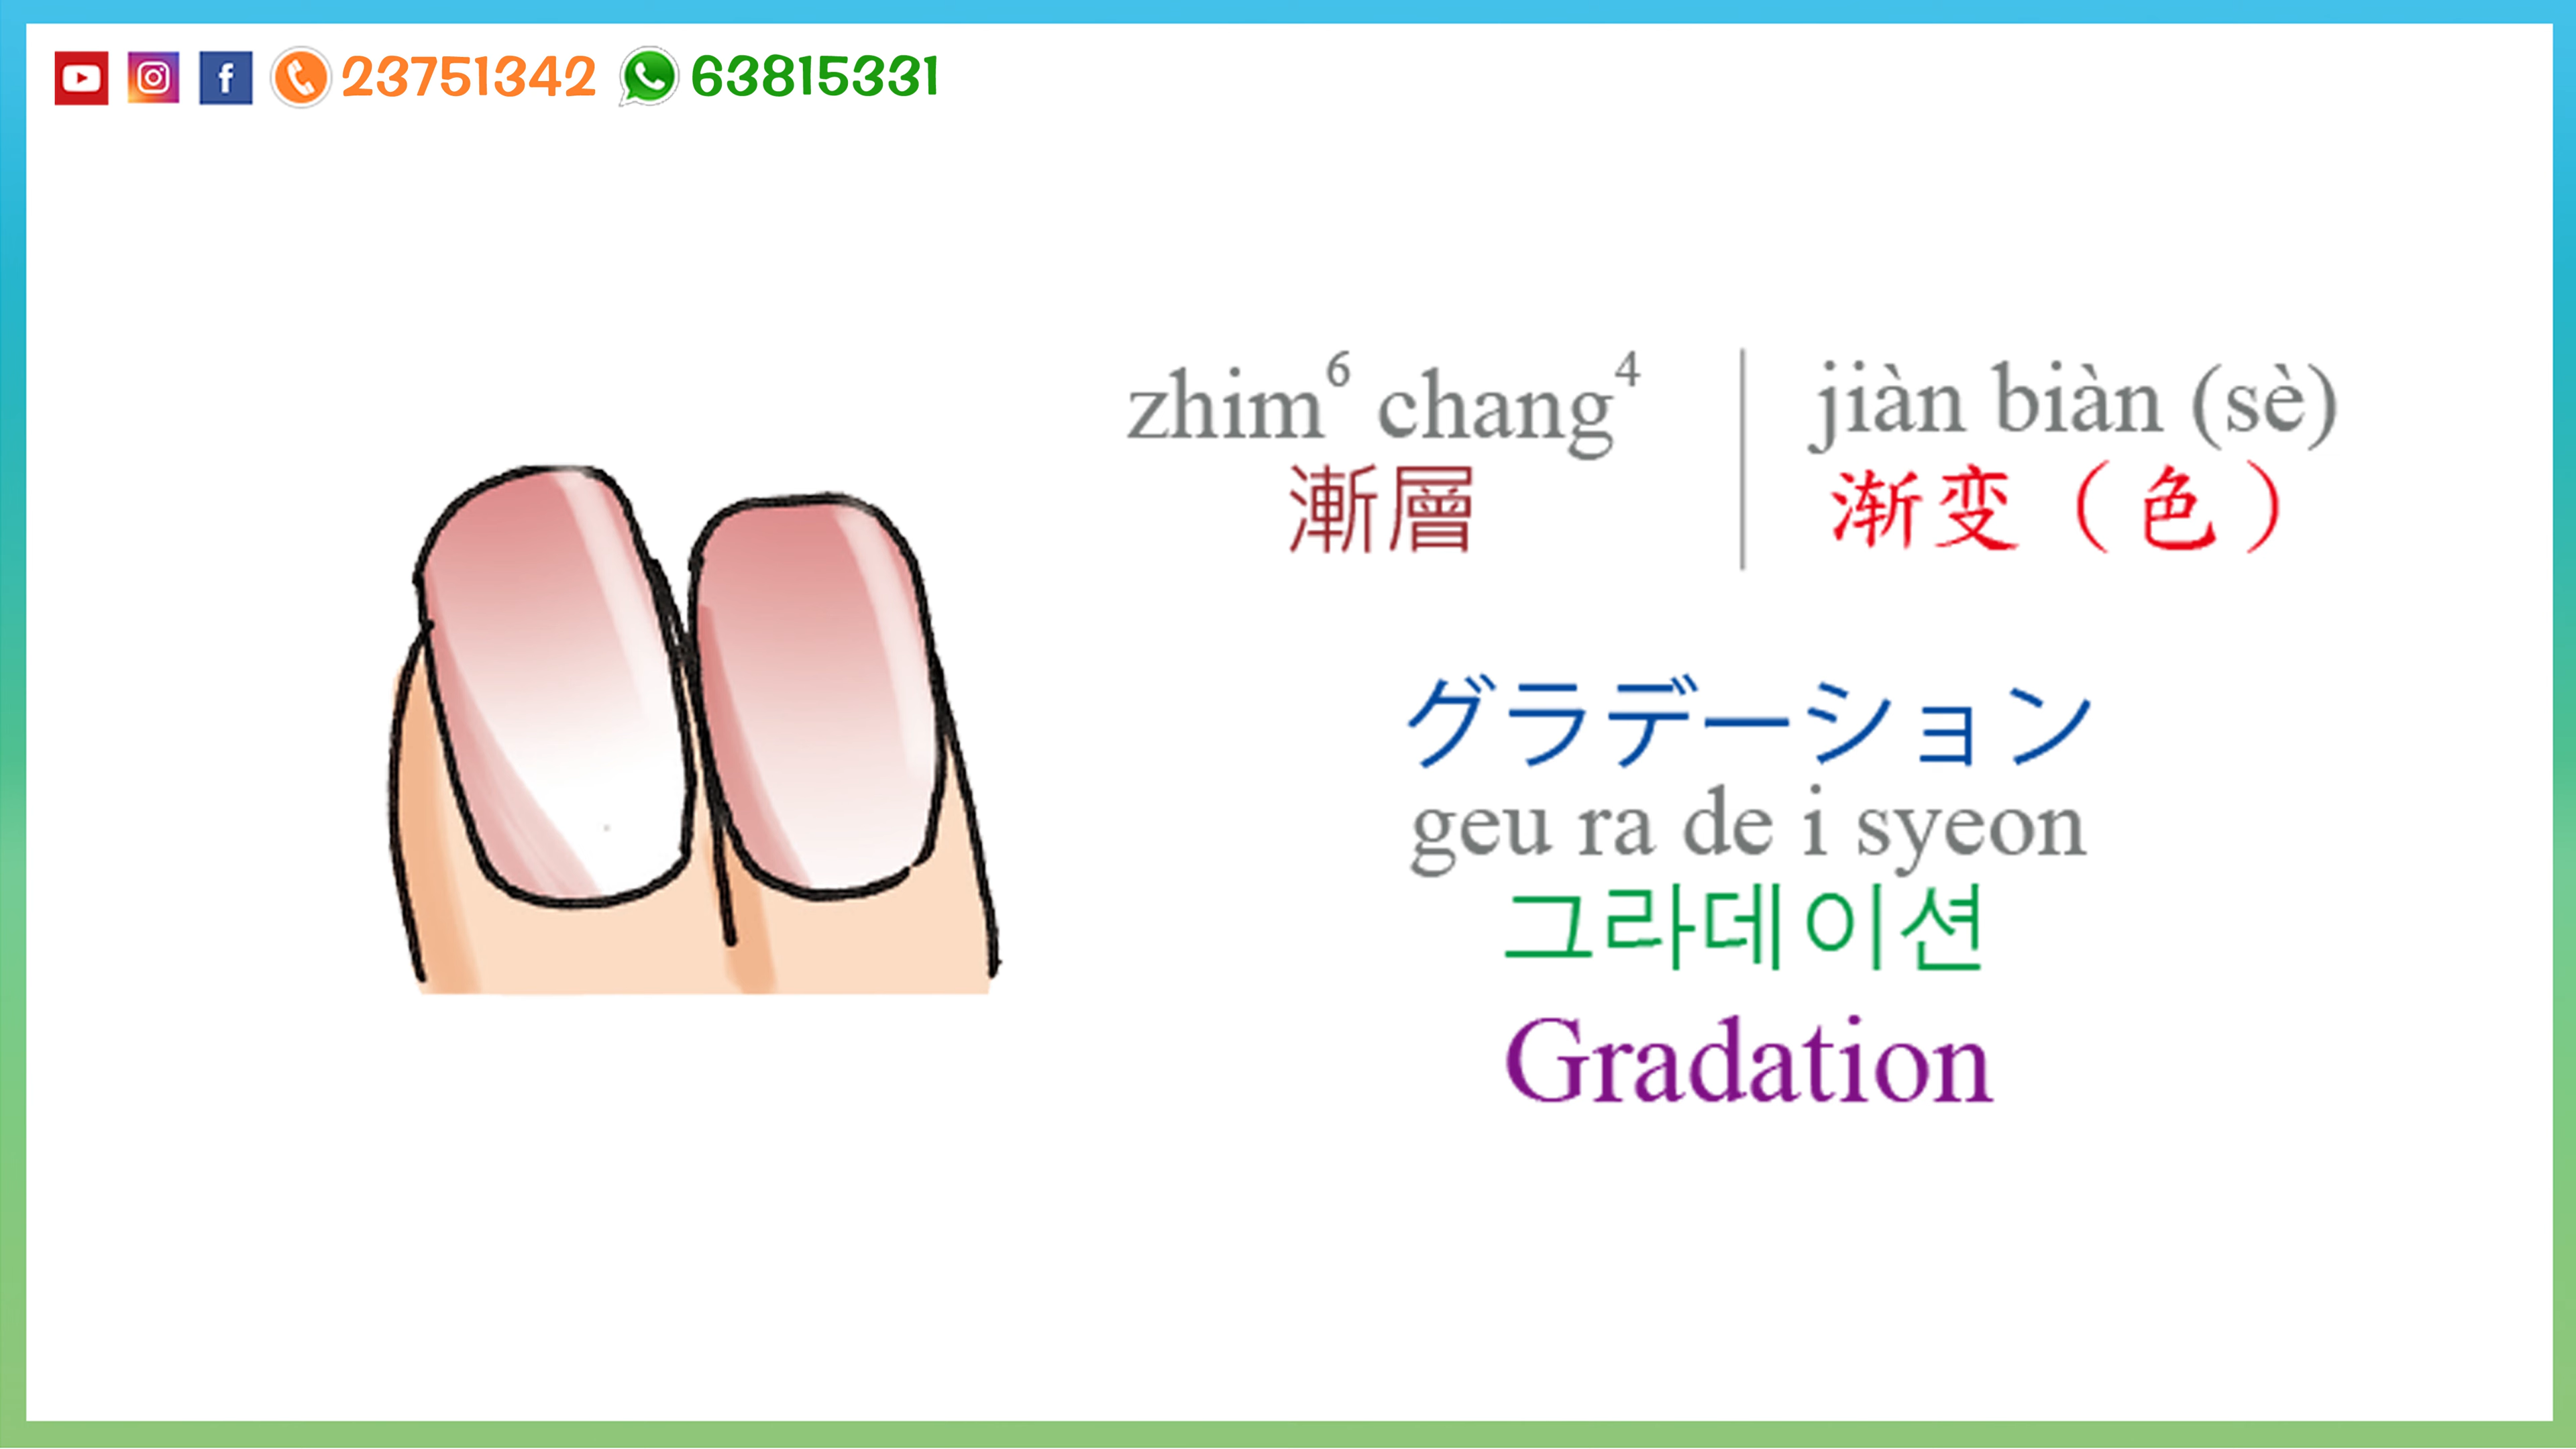 23751342 63815331
zhim⁶ chang⁴
漸層
jiàn biàn (sè)
渐变（色）
グラデーション
geu ra de i syeon
그라데이션
Gradation